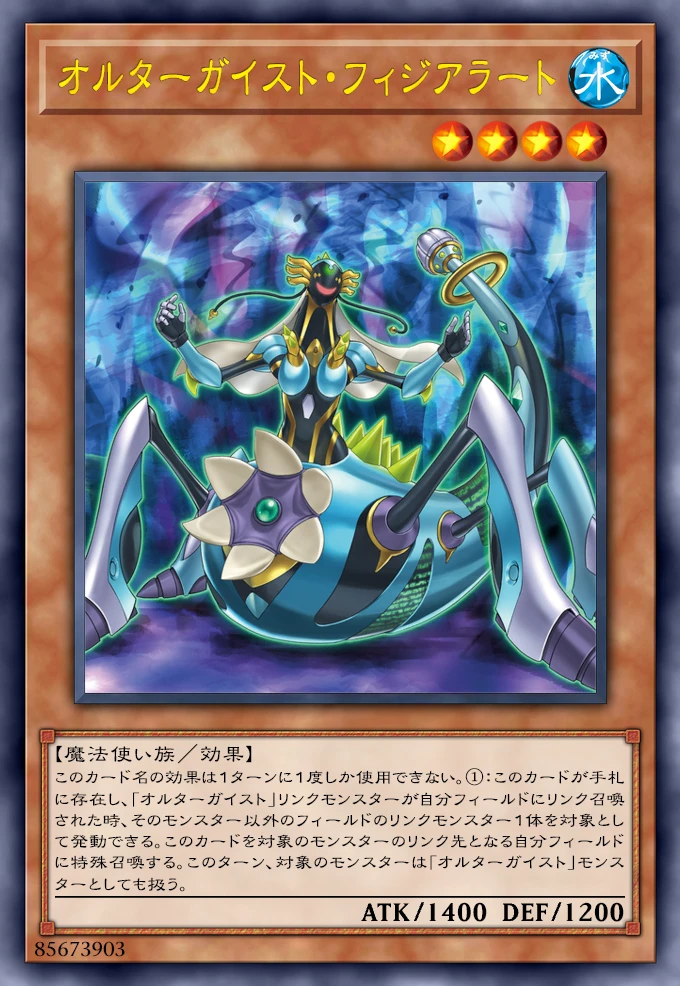 オルターガイスト・フィジアラート
みず
水
【魔法使い族／効果】
このカード名の効果は1ターンに1度しか使用できない。①：このカードが手札
に存在し、「オルターガイスト」リンクモンスターが自分フィールドにリンク召喚
された時、そのモンスター以外のフィールドのリンクモンスター1体を対象とし
て発動できる。このカードを対象のモンスターのリンク先となる自分フィールド
に特殊召喚する。このターン、対象のモンスターは「オルターガイスト」モンス
ターとしても扱う。
ATK/1400 DEF/1200
85673903